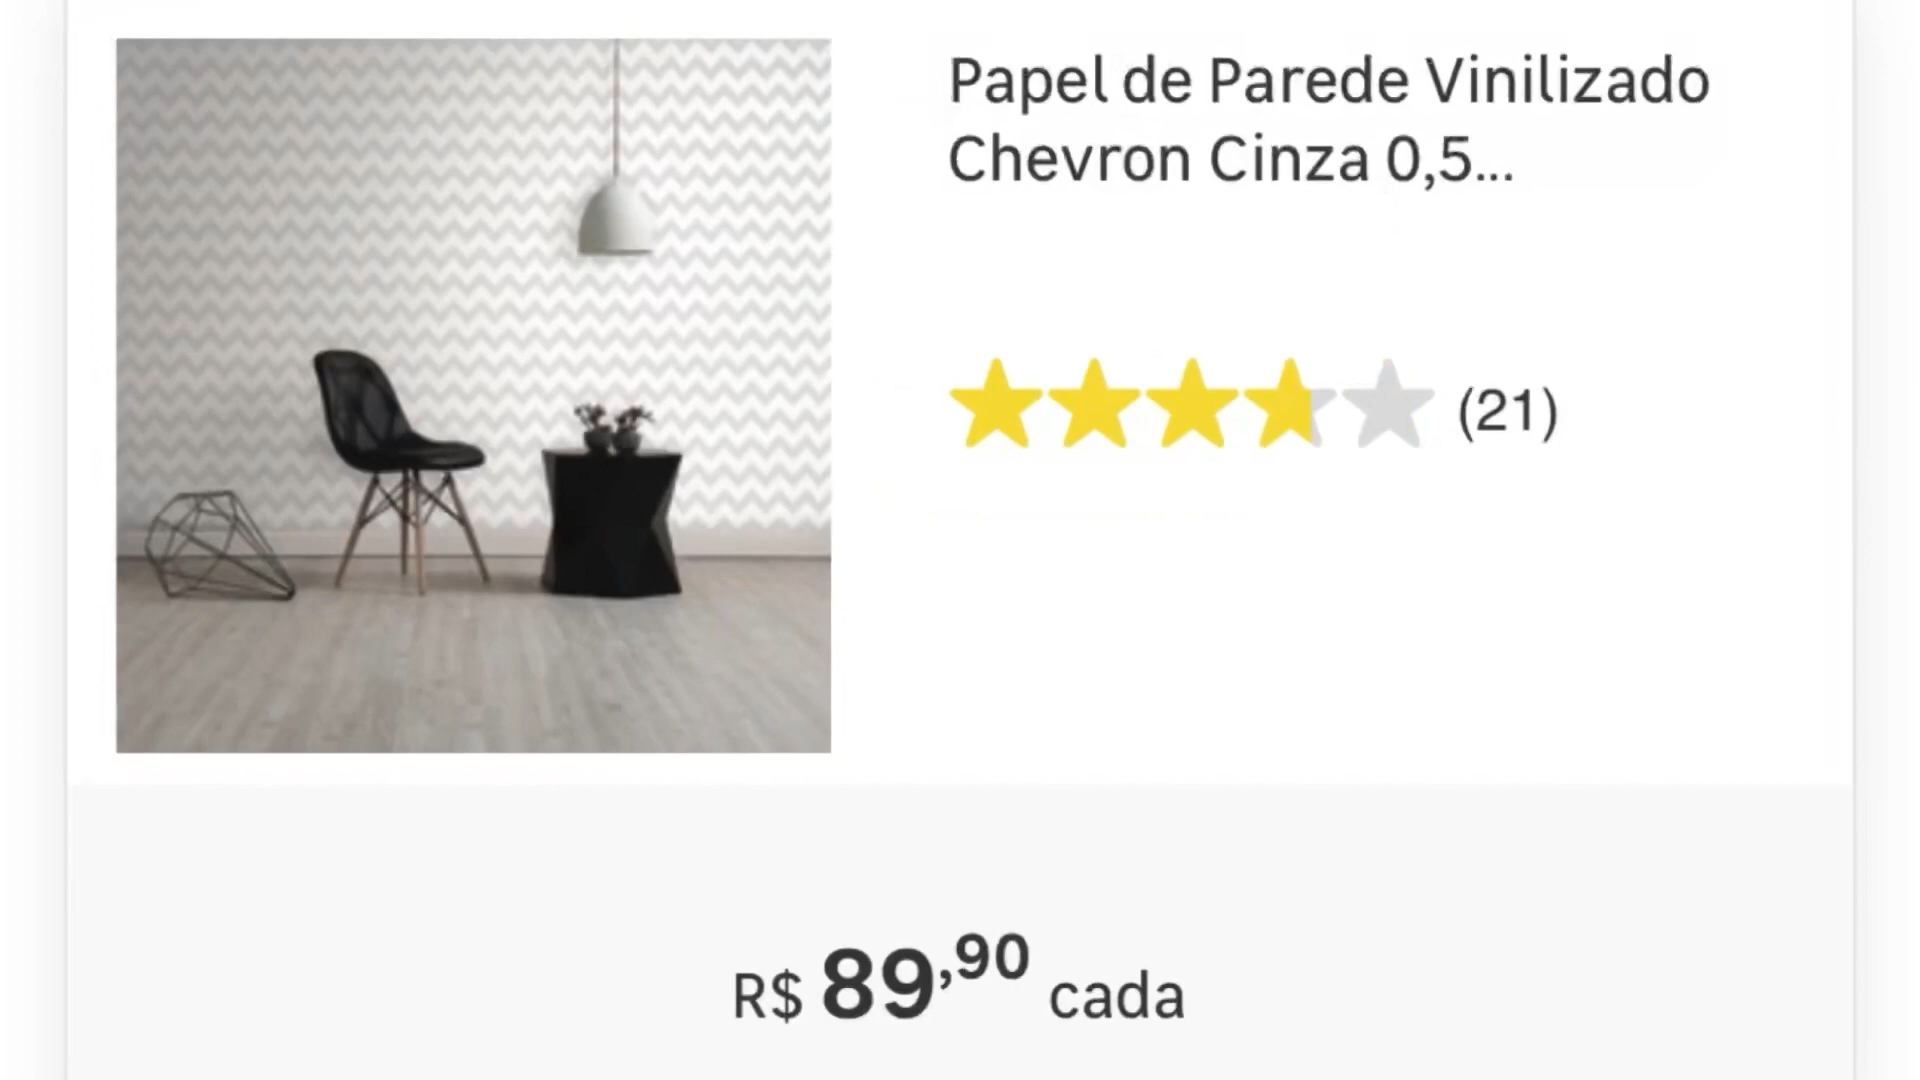 Papel de Parede Vinilizado
Chevron Cinza 0,5...
(21)
R$ 89,90 cada